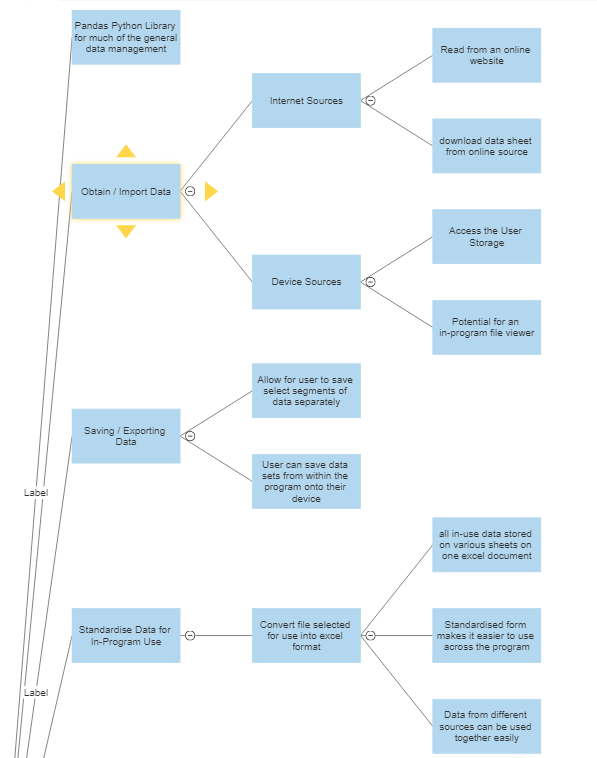 Pandas Python Library
for much of the general
data management
Read from an online
website
Internet Sources
download data sheet
from online source
Obtain / Import Data
Access the User
Storage
Device Sources
Potential for an
in-program file viewer
Allow for user to save
select segments of
data separately
Saving / Exporting
Data
User can save data
sets from within the
program onto their
device
Label
all in-use data stored
on various sheets on
one excel document
Standardise Data for
In-Program Use
Convert file selected
for use into excel
format
Standardised form
makes it easier to use
across the program
Label
Data from different
sources can be used
together easily